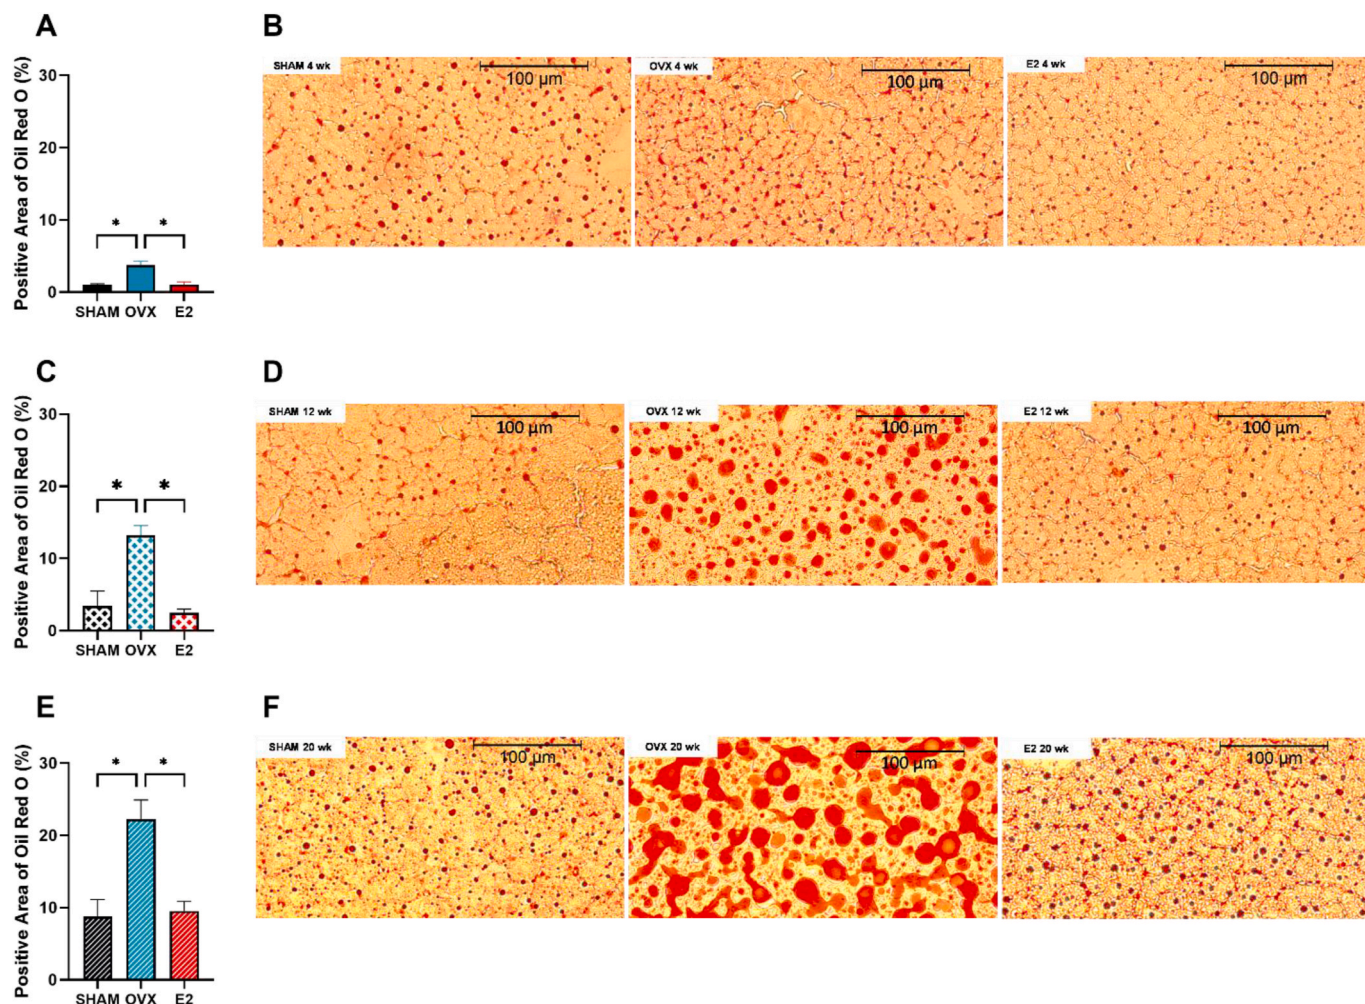 A
B
Positive Area of Oil Red O (%)
30
20
10
0
* *
SHAM OVX E2
SHAM 4 wk
100 µm
OVX 4 wk
100 µm
E2 4 wk
100 µm
C
D
Positive Area of Oil Red O (%)
30
20
10
0
* *
SHAM OVX E2
SHAM 12 wk
100 µm
OVX 12 wk
100 µm
E2 12 wk
100 µm
E
F
Positive Area of Oil Red O (%)
30
20
10
0
* *
SHAM OVX E2
SHAM 20 wk
100 µm
OVX 20 wk
100 µm
E2 20 wk
100 µm